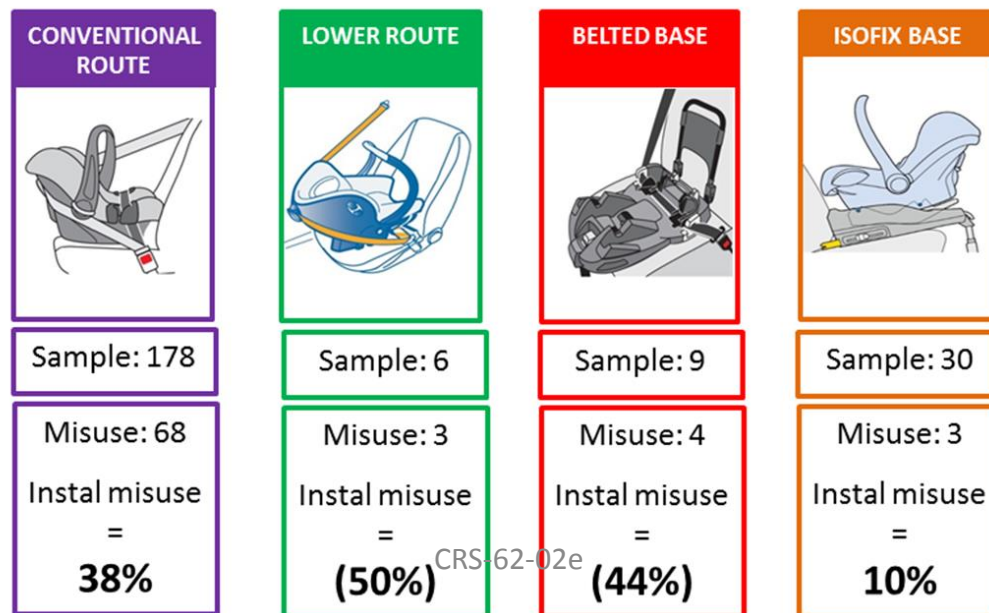 CONVENTIONAL
ROUTE
Sample: 178
Misuse: 68
Instal misuse
=
38%
LOWER ROUTE
Sample: 6
Misuse: 3
Instal misuse
=
(50%)
BELTED BASE
Sample: 9
Misuse: 4
Instal misuse
=
(44%)
ISOFIX BASE
Sample: 30
Misuse: 3
Instal misuse
=
10%
CRS-62-02e